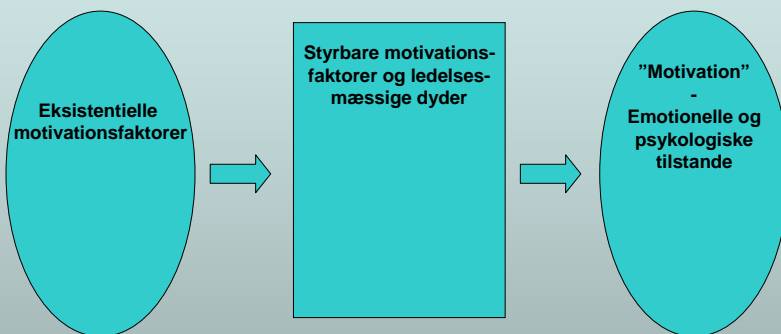 Eksistentielle
motivationsfaktorer
Styrbare motivations-
faktorer og ledelses-
mæssige dyder
”Motivation”
-
Emotionelle og
psykologiske
tilstande